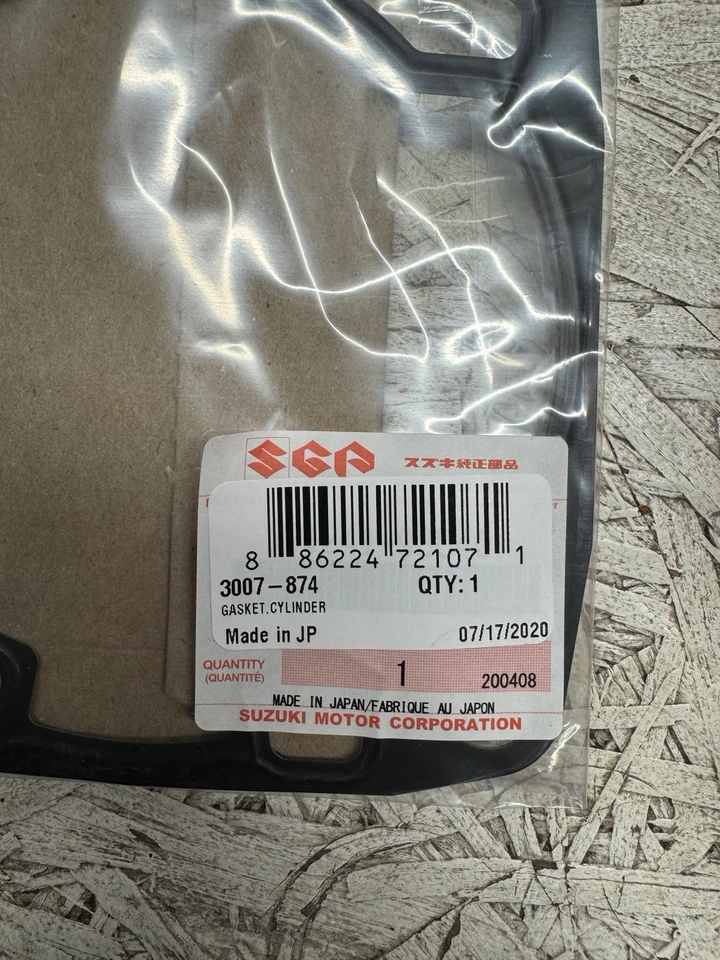 SGP スズキ純正部品
8 86224 72107 1
3007-874 QTY: 1
GASKET,CYLINDER
Made in JP 07/17/2020
QUANTITY 1 200408
(QUANTITÉ)
MADE IN JAPAN/FABRIQUE AU JAPON
SUZUKI MOTOR CORPORATION